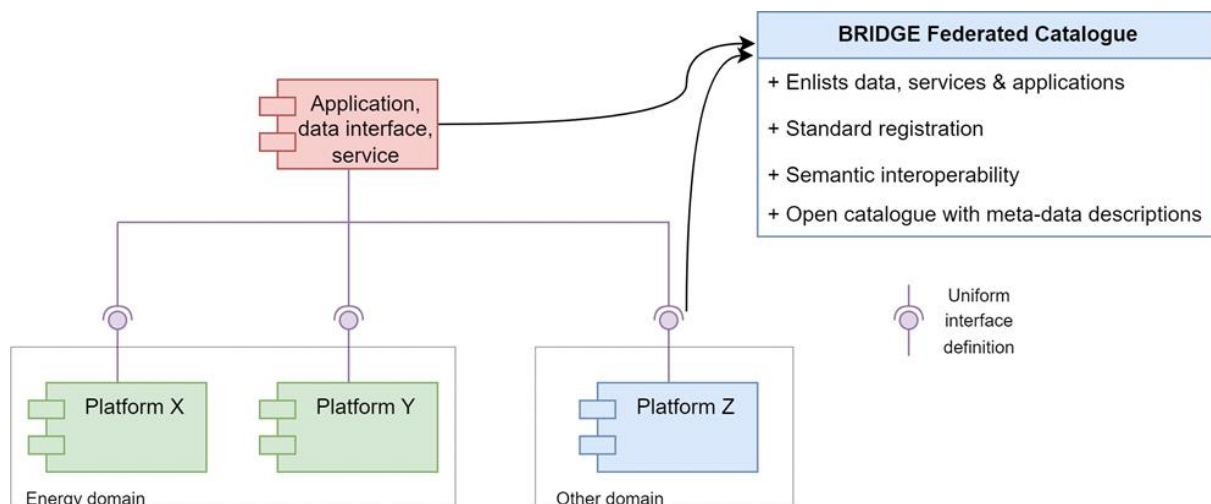 BRIDGE Federated Catalogue
+ Enlists data, services & applications
+ Standard registration
+ Semantic interoperability
+ Open catalogue with meta-data descriptions
Application,
data interface,
service
Uniform
interface
definition
Platform X
Platform Y
Platform Z
Energy domain
Other domain